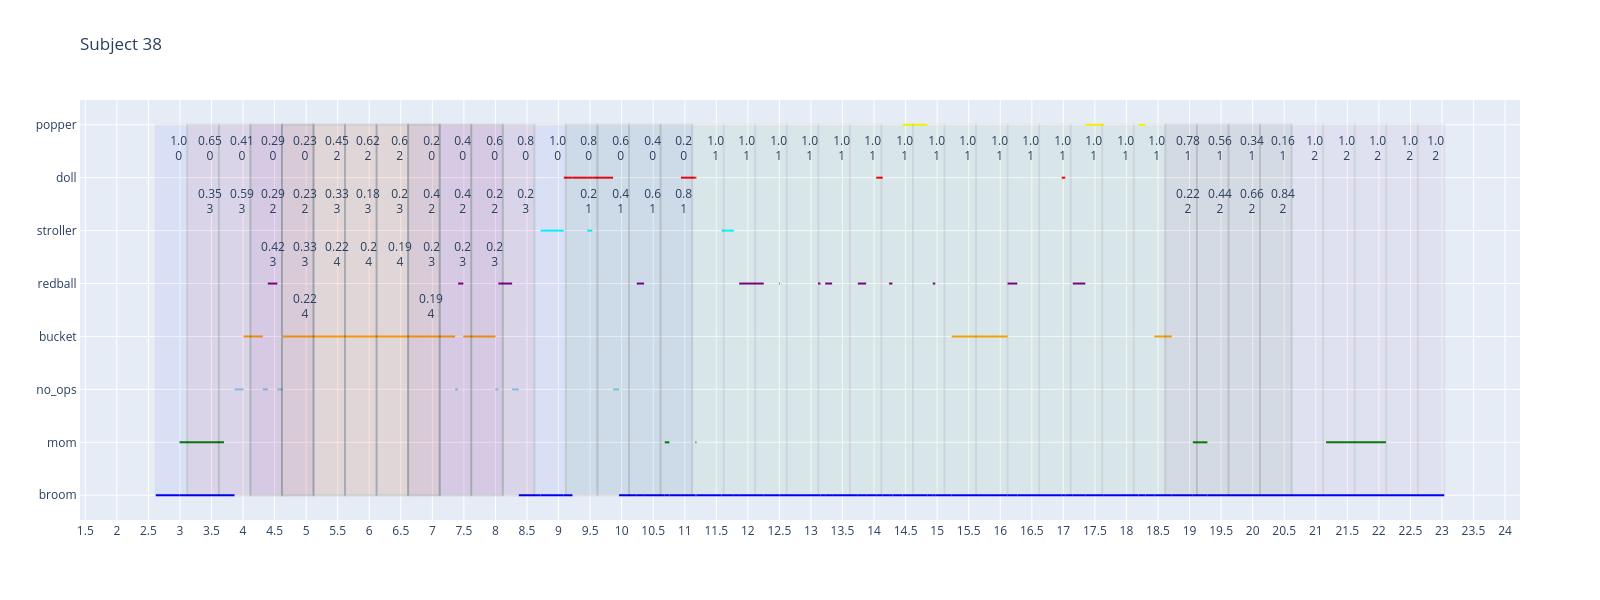 Subject 38
popper
1.0 0.65 0.41 0.29 0.23 0.45 0.62 0.6 0.2 0.4 0.6 0.8 1.0 0.8 0.6 0.4 0.2 1.0 1.0 1.0 1.0 1.0 1.0 1.0 1.0 1.0 1.0 1.0 1.0 1.0 1.0 1.0 0.78 0.56 0.34 0.16 1.0 1.0 1.0 1.0 1.0
0 0 0 0 0 2 2 2 0 0 0 0 0 0 0 0 0 1 1 1 1 1 1 1 1 1 1 1 1 1 1 1 1 1 1 1 2 2 2 2 2
doll
0.35 0.59 0.29 0.23 0.33 0.18 0.2 0.4 0.2 0.2 0.2 0.2 0.4 0.6 0.8 0.22 0.44 0.66 0.84
3 3 2 2 3 3 3 2 2 2 3 1 1 1 1 2 2 2 2
stroller
0.42 0.33 0.22 0.2 0.19 0.2 0.2 0.2
3 3 4 4 4 3 3 3
redball
0.22 0.19
4 4
bucket
no_ops
mom
broom
1.5 2 2.5 3 3.5 4 4.5 5 5.5 6 6.5 7 7.5 8 8.5 9 9.5 10 10.5 11 11.5 12 12.5 13 13.5 14 14.5 15 15.5 16 16.5 17 17.5 18 18.5 19 19.5 20 20.5 21 21.5 22 22.5 23 23.5 24